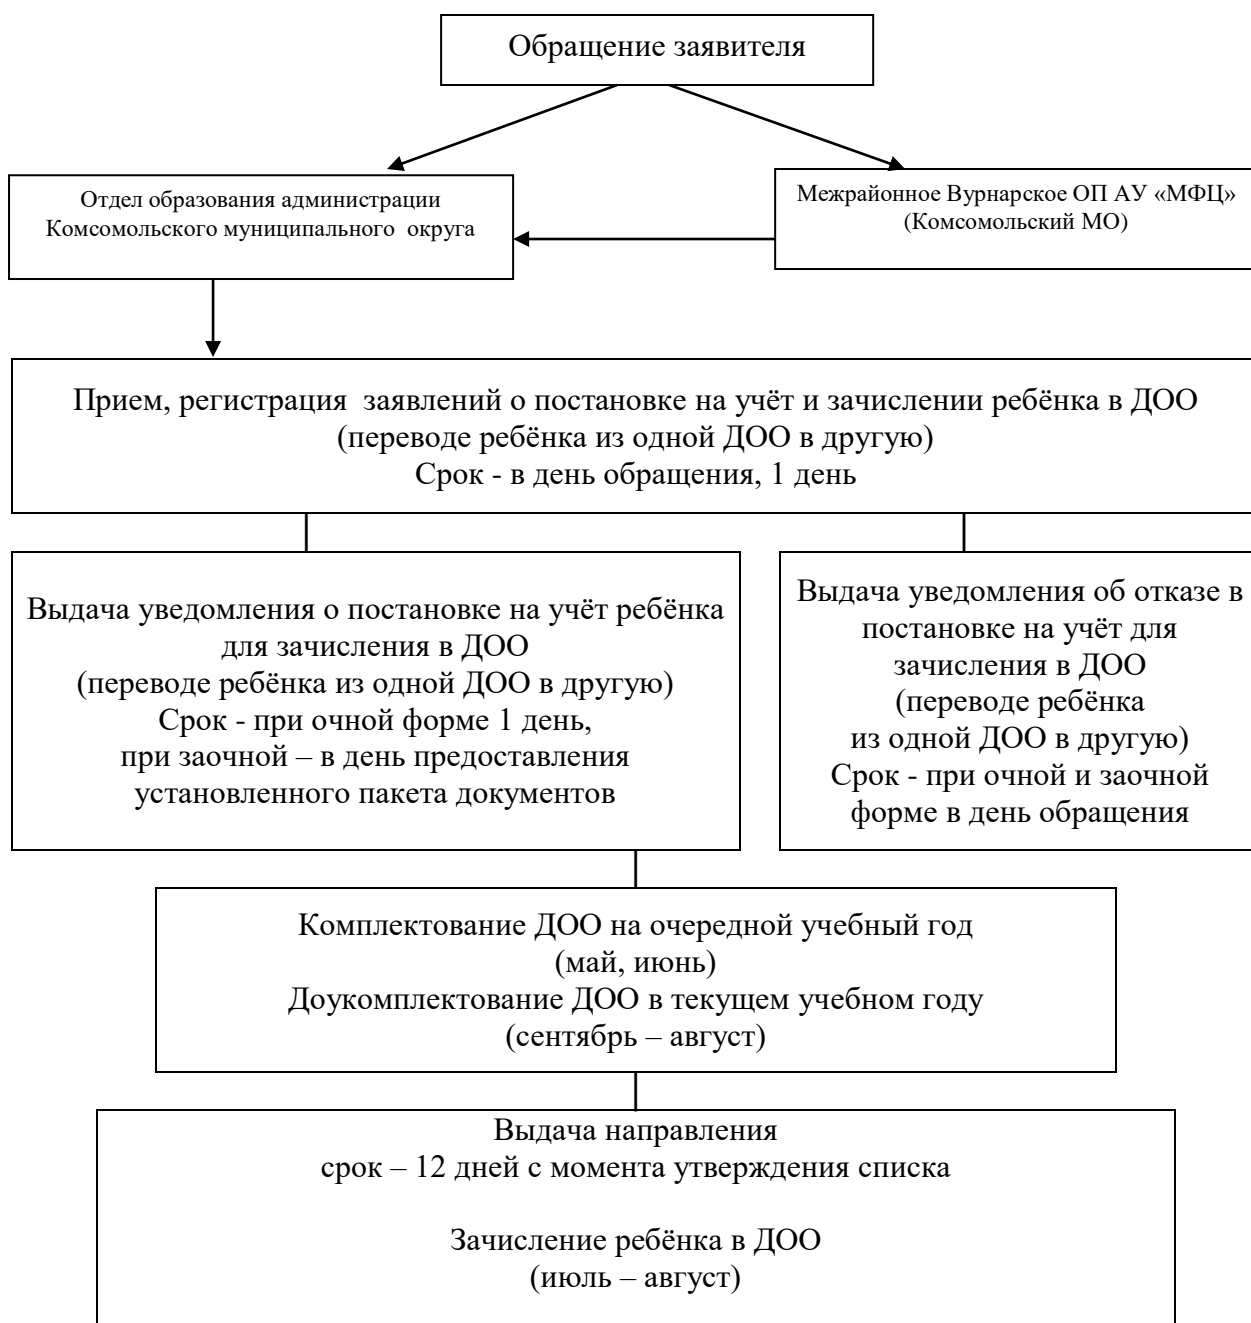 Обращение заявителя
Отдел образования администрации
Комсомольского муниципального округа
Межрайонное Вурнарское ОП АУ «МФЦ»
(Комсомольский МО)
Прием, регистрация заявлений о постановке на учёт и зачислении ребёнка в ДОО
(переводе ребёнка из одной ДОО в другую)
Срок - в день обращения, 1 день
Выдача уведомления о постановке на учёт ребёнка
для зачисления в ДОО
(переводе ребёнка из одной ДОО в другую)
Срок - при очной форме 1 день,
при заочной – в день предоставления
установленного пакета документов
Выдача уведомления об отказе в
постановке на учёт для
зачисления в ДОО
(переводе ребёнка
из одной ДОО в другую)
Срок - при очной и заочной
форме в день обращения
Комплектование ДОО на очередной учебный год
(май, июнь)
Доукомплектование ДОО в текущем учебном году
(сентябрь – август)
Выдача направления
срок – 12 дней с момента утверждения списка
Зачисление ребёнка в ДОО
(июль – август)